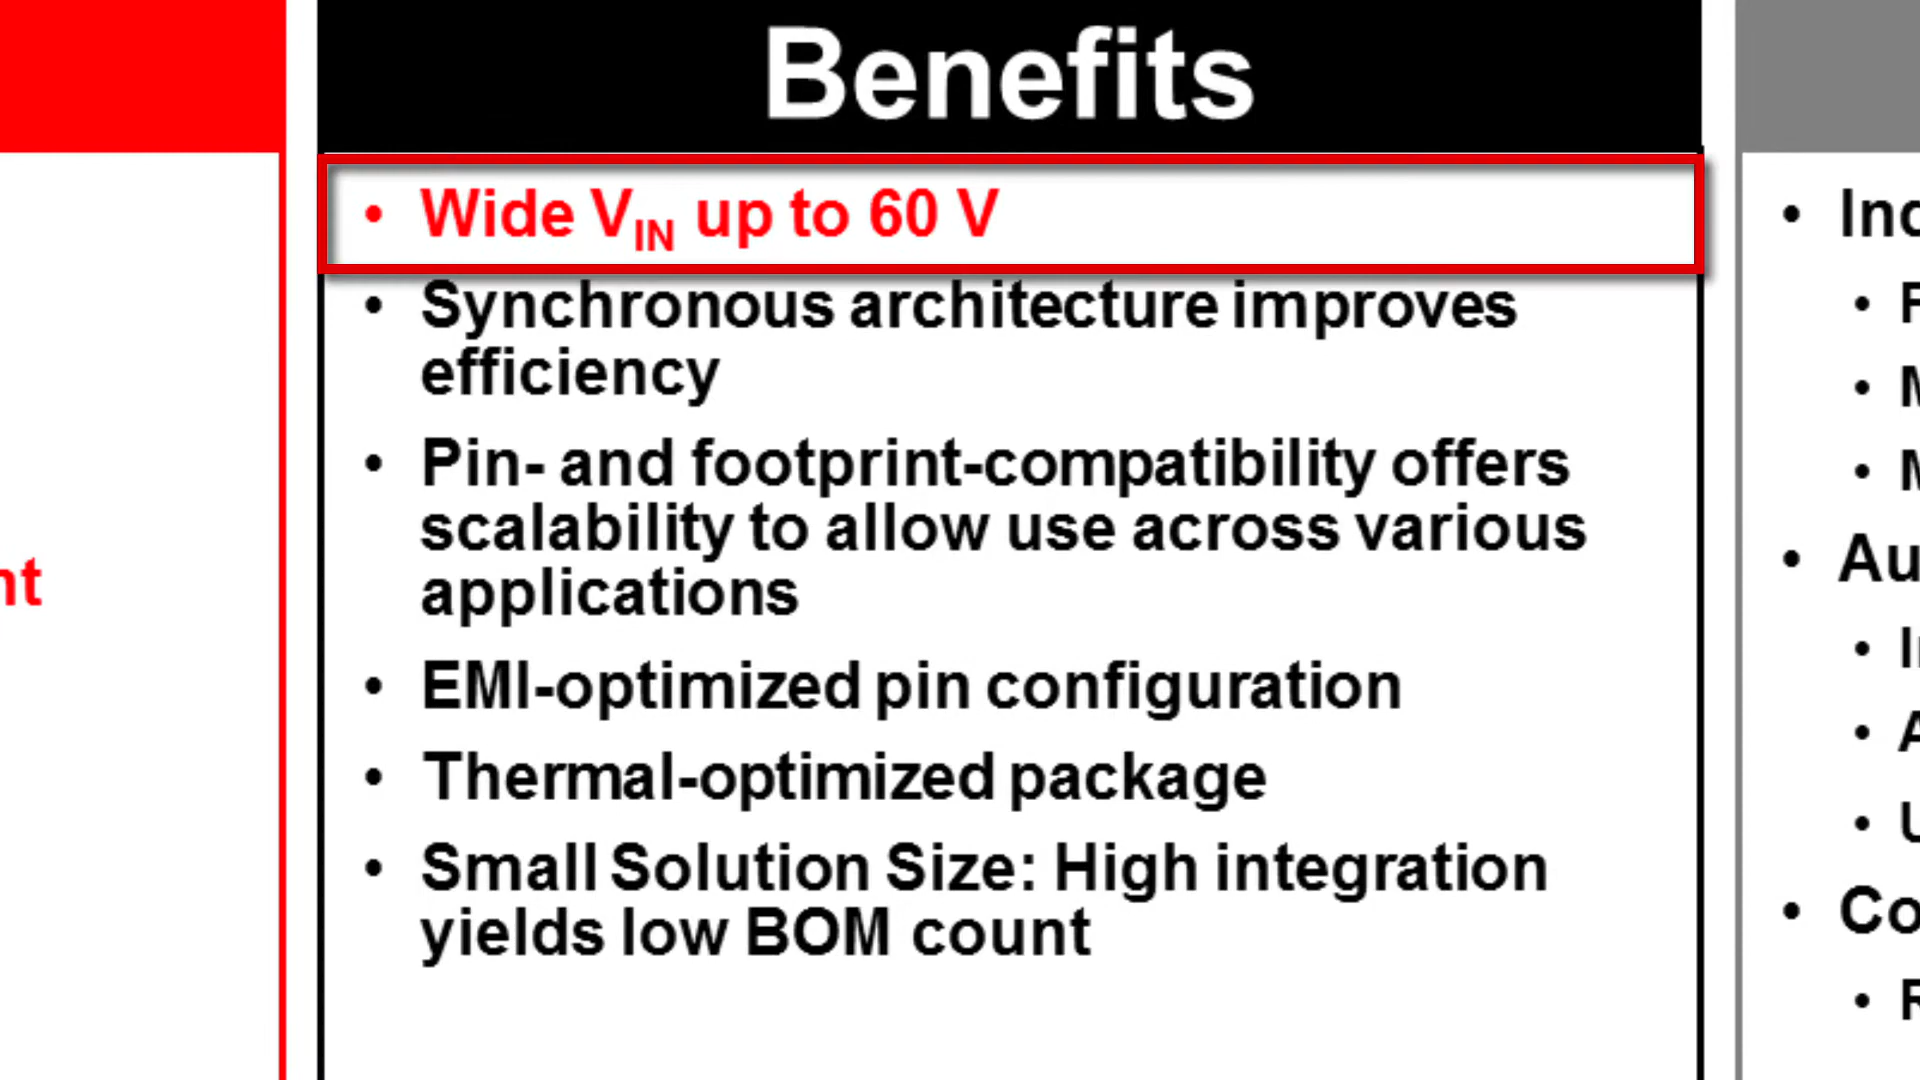 Benefits
• Wide VIN up to 60 V
• Synchronous architecture improves
efficiency
• Pin- and footprint-compatibility offers
scalability to allow use across various
applications
• EMI-optimized pin configuration
• Thermal-optimized package
• Small Solution Size: High integration
yields low BOM count
nt